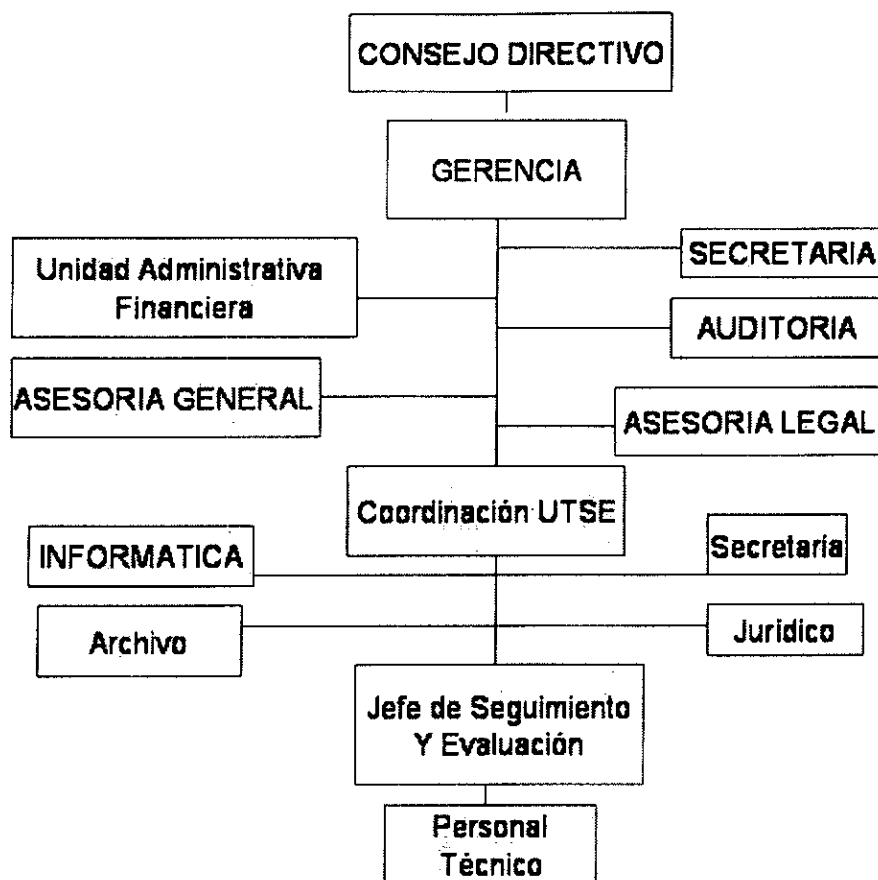 CONSEJO DIRECTIVO
GERENCIA
SECRETARIA
Unidad Administrativa
Financiera
AUDITORIA
ASESORIA GENERAL
ASESORIA LEGAL
Coordinación UTSE
INFORMATICA
Secretaría
Archivo
Jurídico
Jefe de Seguimiento
Y Evaluación
Personal
Técnico